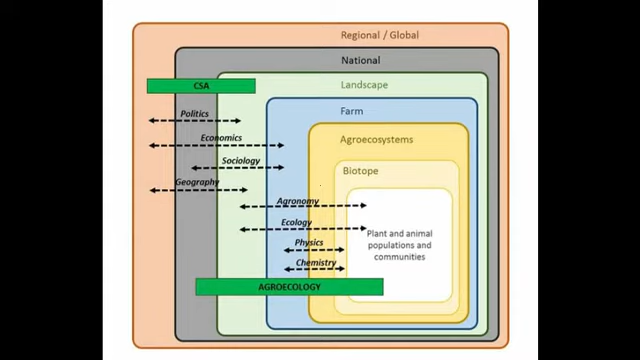 Regional / Global
National
CSA
Landscape
Politics
Farm
Economics
Agroecosystems
Sociology
Biotope
Geography
Agronomy
Ecology
Plant and animal
populations and
communities
Physics
Chemistry
AGROECOLOGY